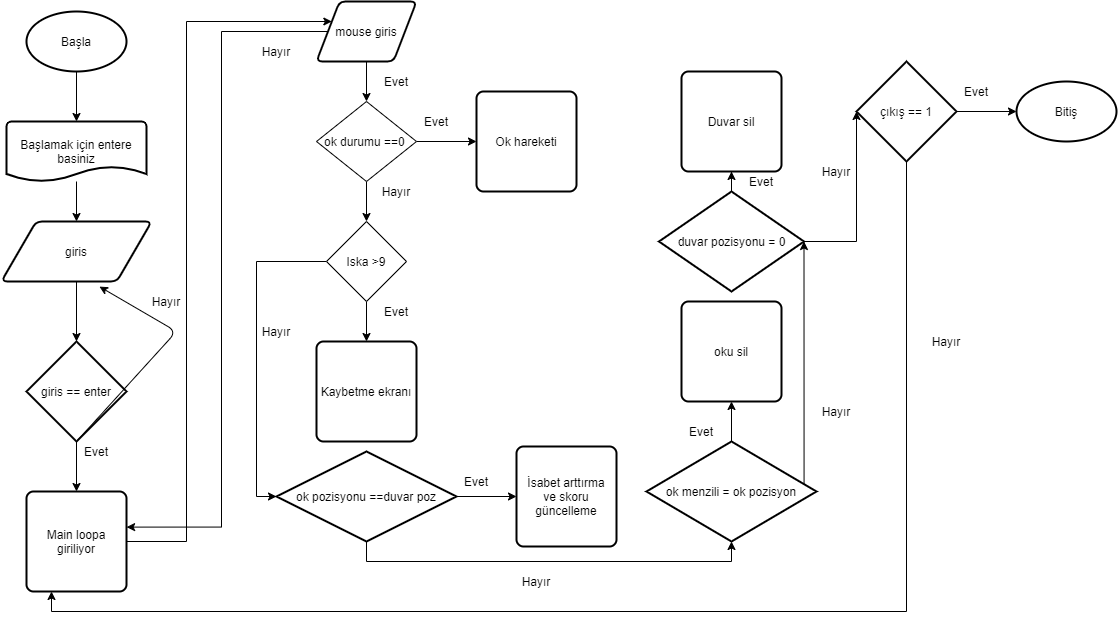 Başla
Başlamak için entere
basiniz
giris
Hayır
giris == enter
Evet
Main loopa
giriliyor
mouse giris
Hayır
Evet
ok durumu ==0
Evet
Ok hareketi
Hayır
Iska >9
Hayır
Evet
Kaybetme ekranı
ok pozisyonu ==duvar poz
Evet
İsabet arttırma
ve skoru
güncelleme
Hayır
ok menzili = ok pozisyon
Evet
oku sil
Hayır
duvar pozisyonu = 0
Evet
Duvar sil
Hayır
çıkış == 1
Evet
Bitiş
Hayır